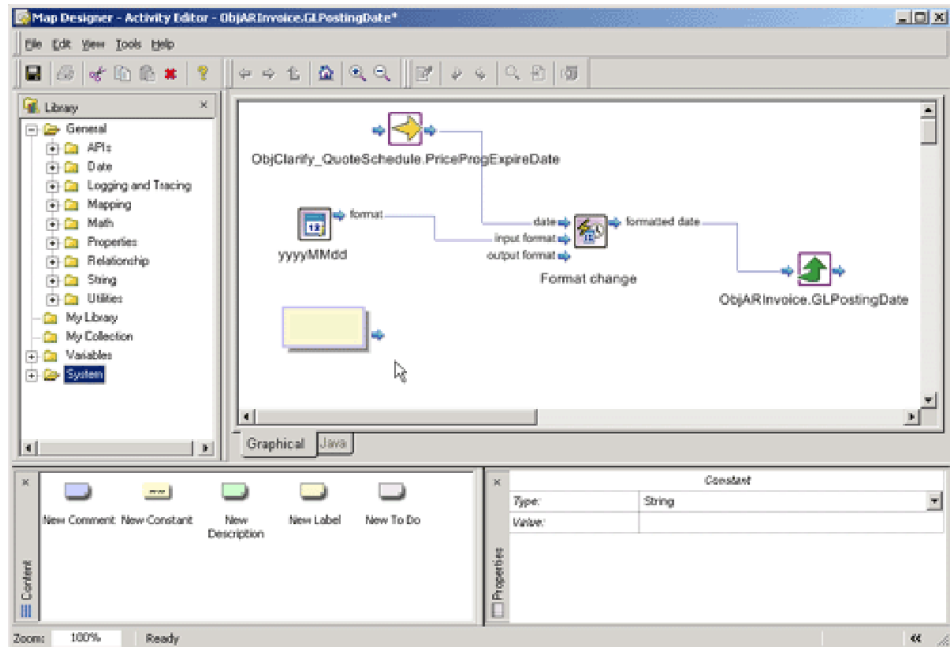 Map Designer - Activity Editor - ObjARInvoice.GLPostingDate*
File Edit View Tools Help
Library
General
APIs
Date
Logging and Tracing
Mapping
Math
Properties
Relationship
String
Utilities
My Library
My Collection
Variables
System
ObjClarify_QuoteSchedule.PriceProgExpireDate
format
yyyyMMdd
date
input format
output format
formatted date
Format change
ObjARInvoice.GLPostingDate
Graphical Java
Content
New Comment New Constant New Description New Label New To Do
Properties
Constant
Type: String
Value:
Zoom: 100% Ready